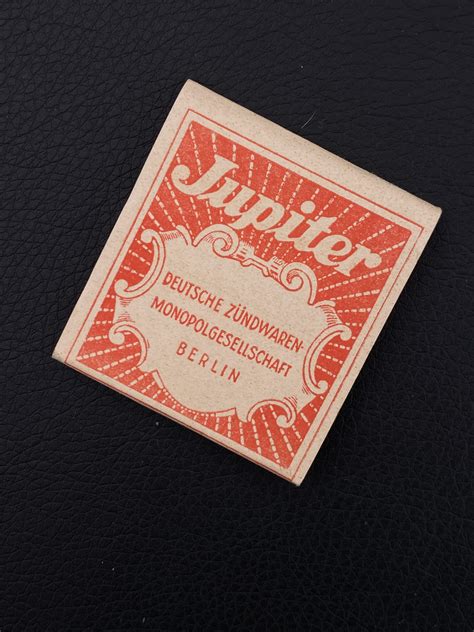 Jupiter
DEUTSCHE ZÜNDWAREN-
MONOPOLGESELLSCHAFT
BERLIN